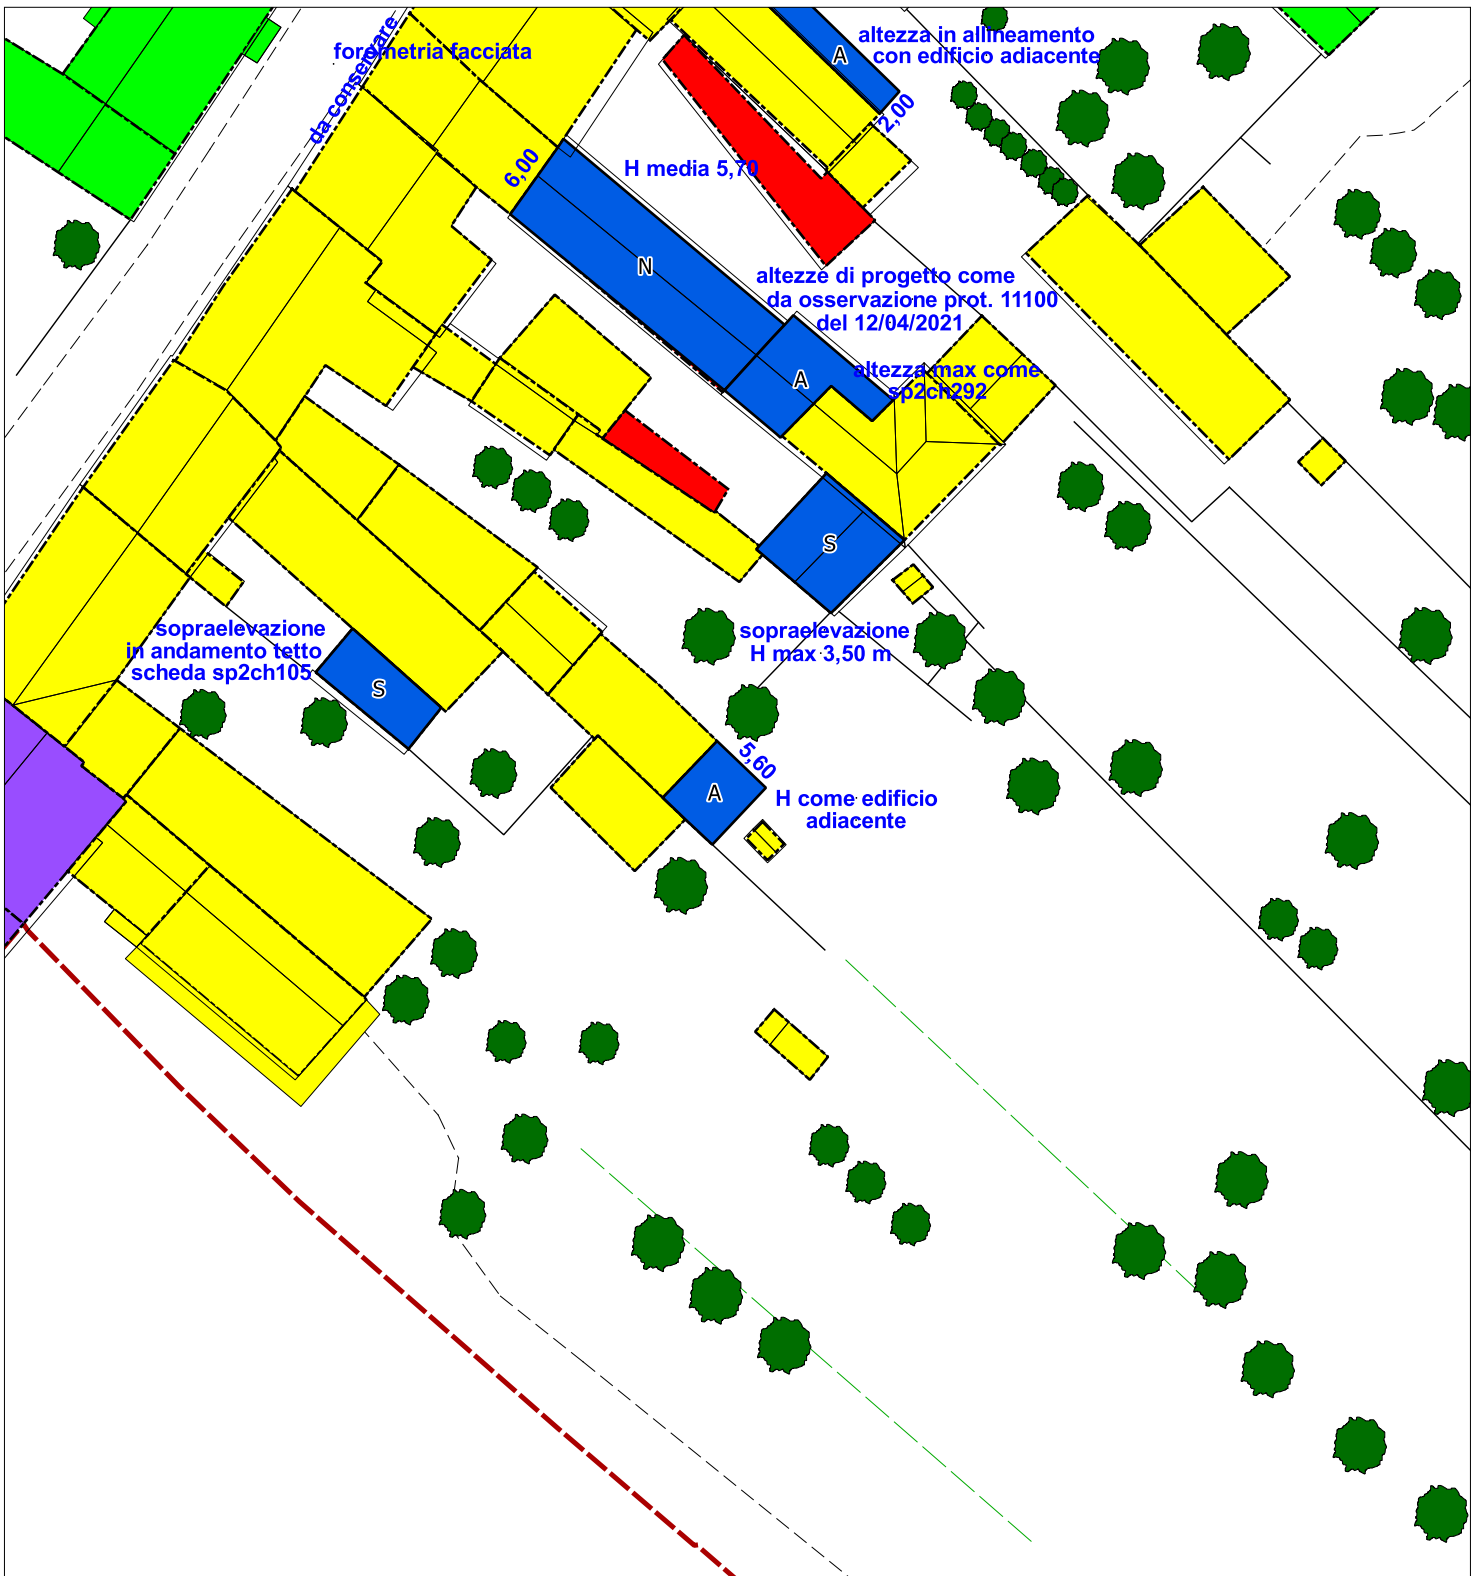 forometria facciata
da conservare
altezza in allineamento
con edificio adiacente
A
2,00
6,00
H media 5,70
N
altezze di progetto come
da osservazione prot. 11100
del 12/04/2021
A
altezza max come
sp2ch292
S
sopraelevazione
in andamento tetto
scheda sp2ch105
S
sopraelevazione
H max 3,50 m
5,60
A
H come edificio
adiacente